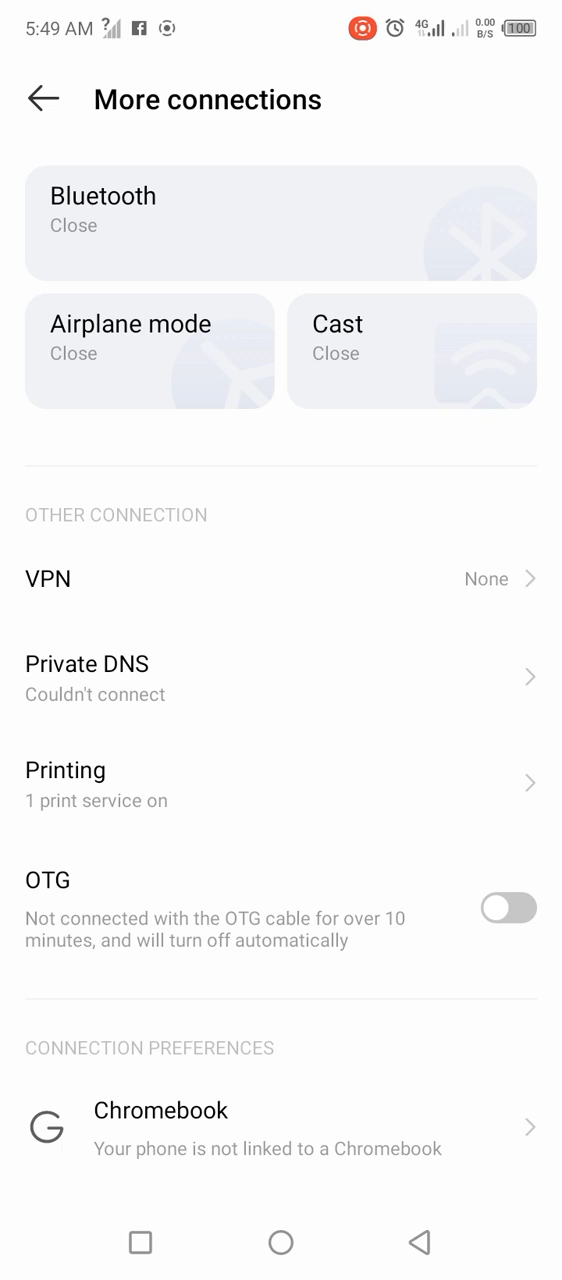 5:49 AM ? 4G 0.00 B/S 100
More connections
Bluetooth
Close
Airplane mode
Close
Cast
Close
OTHER CONNECTION
VPN
None
Private DNS
Couldn't connect
Printing
1 print service on
OTG
Not connected with the OTG cable for over 10
minutes, and will turn off automatically
CONNECTION PREFERENCES
Chromebook
Your phone is not linked to a Chromebook